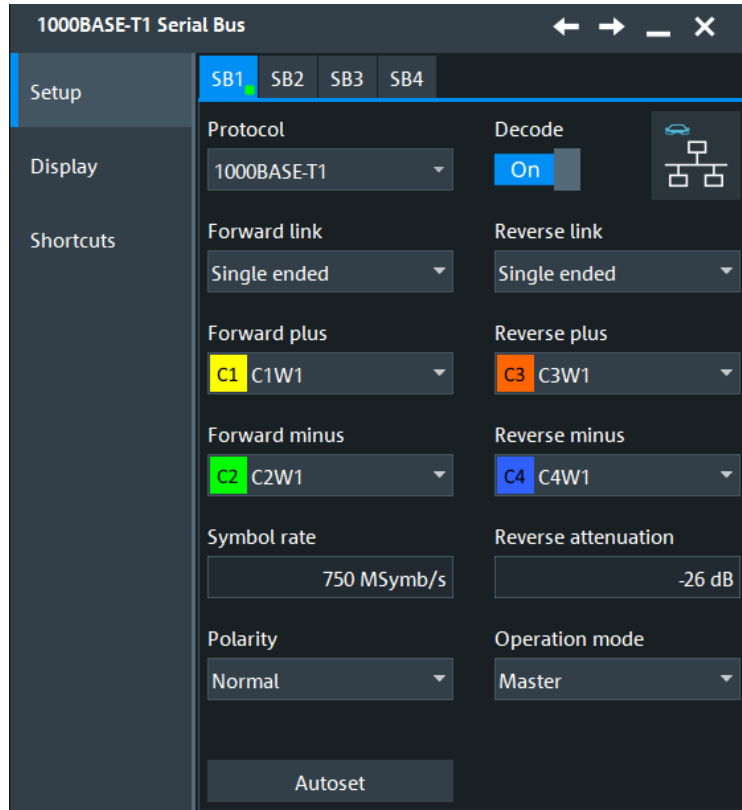 1000BASE-T1 Serial Bus
Setup
Display
Shortcuts
SB1 SB2 SB3 SB4
Protocol Decode
1000BASE-T1 On
Forward link Reverse link
Single ended Single ended
Forward plus Reverse plus
C1 C1W1 C3 C3W1
Forward minus Reverse minus
C2 C2W1 C4 C4W1
Symbol rate Reverse attenuation
750 MSymb/s -26 dB
Polarity Operation mode
Normal Master
Autoset